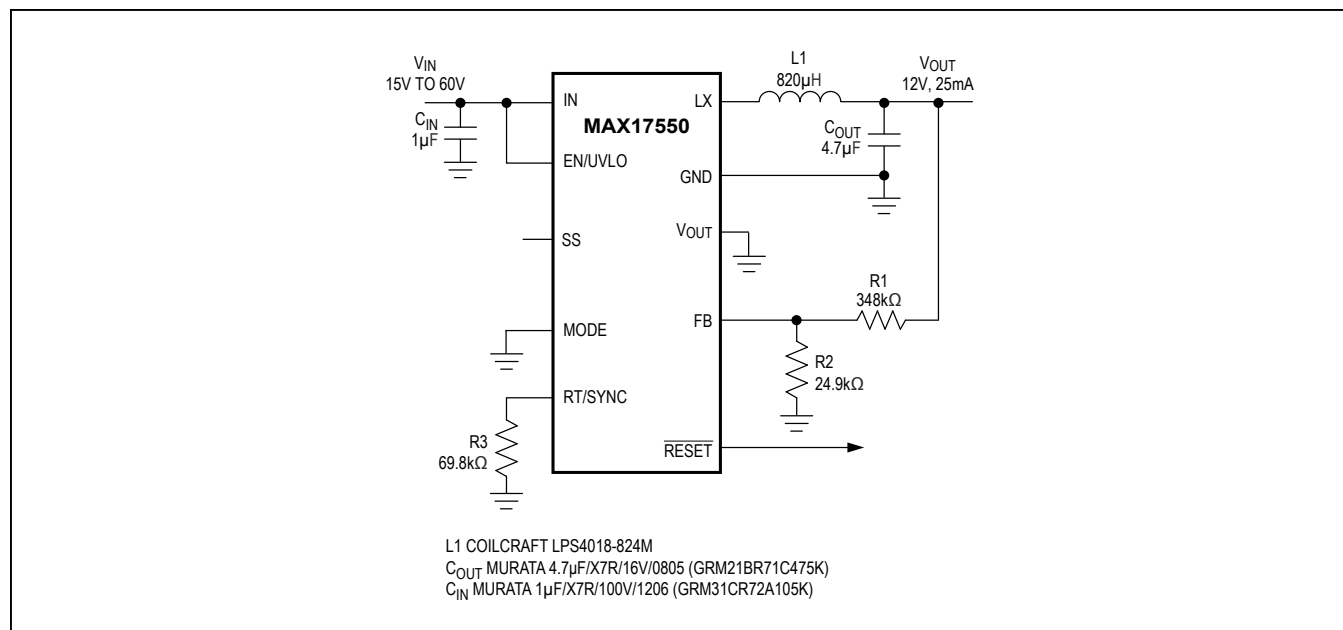 VIN
15V TO 60V
CIN
1µF
IN
EN/UVLO
SS
MODE
RT/SYNC
R3
69.8kΩ
MAX17550
LX
GND
VOUT
FB
RESET
L1
820µH
VOUT
12V, 25mA
COUT
4.7µF
R1
348kΩ
R2
24.9kΩ
L1 COILCRAFT LPS4018-824M
COUT MURATA 4.7µF/X7R/16V/0805 (GRM21BR71C475K)
CIN MURATA 1µF/X7R/100V/1206 (GRM31CR72A105K)